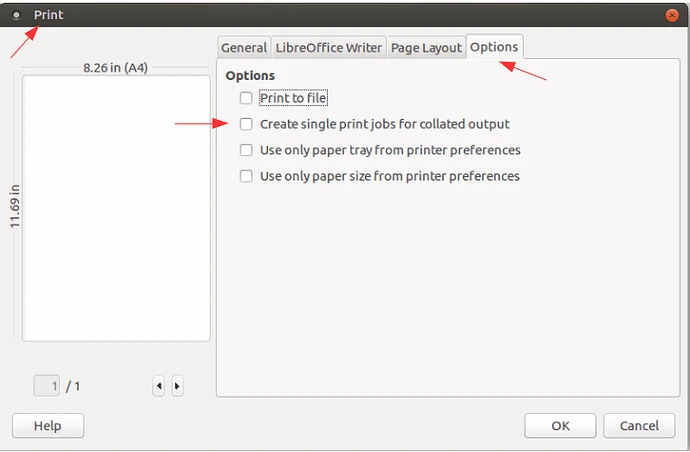 Print
General LibreOffice Writer Page Layout Options
8.26 in (A4)
11.69 in
Options
Print to file
Create single print jobs for collated output
Use only paper tray from printer preferences
Use only paper size from printer preferences
1 / 1
Help OK Cancel